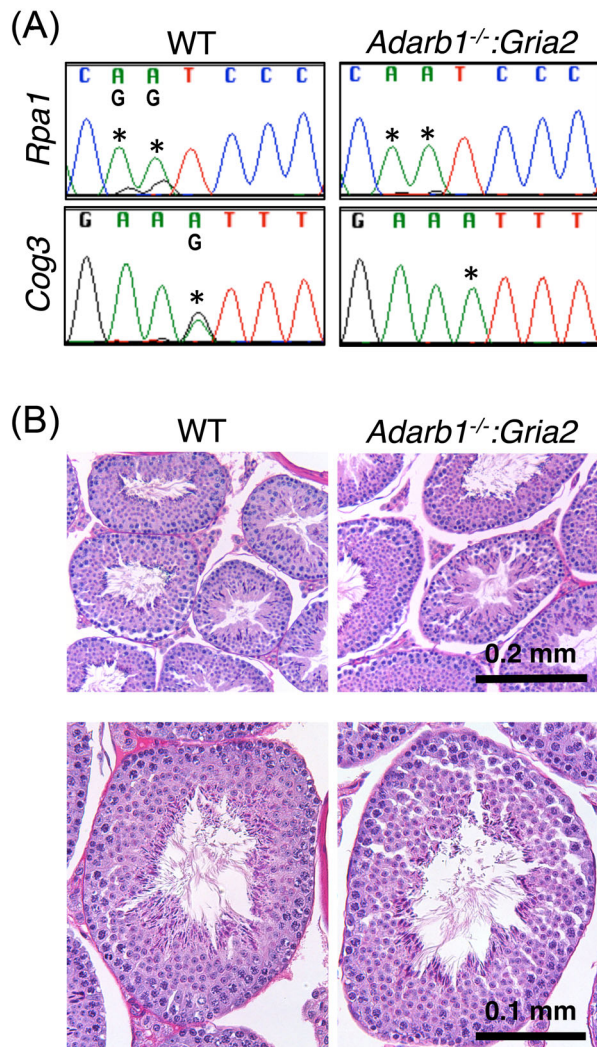 (A)
WT Adarb1-/-:Gria2
Rpa1
C A A T C C C
G G
* *
C A A T C C C
* *
Cog3
G A A A T T T
G
*
G A A A T T T
*
(B)
WT Adarb1-/-:Gria2
0.2 mm
0.1 mm